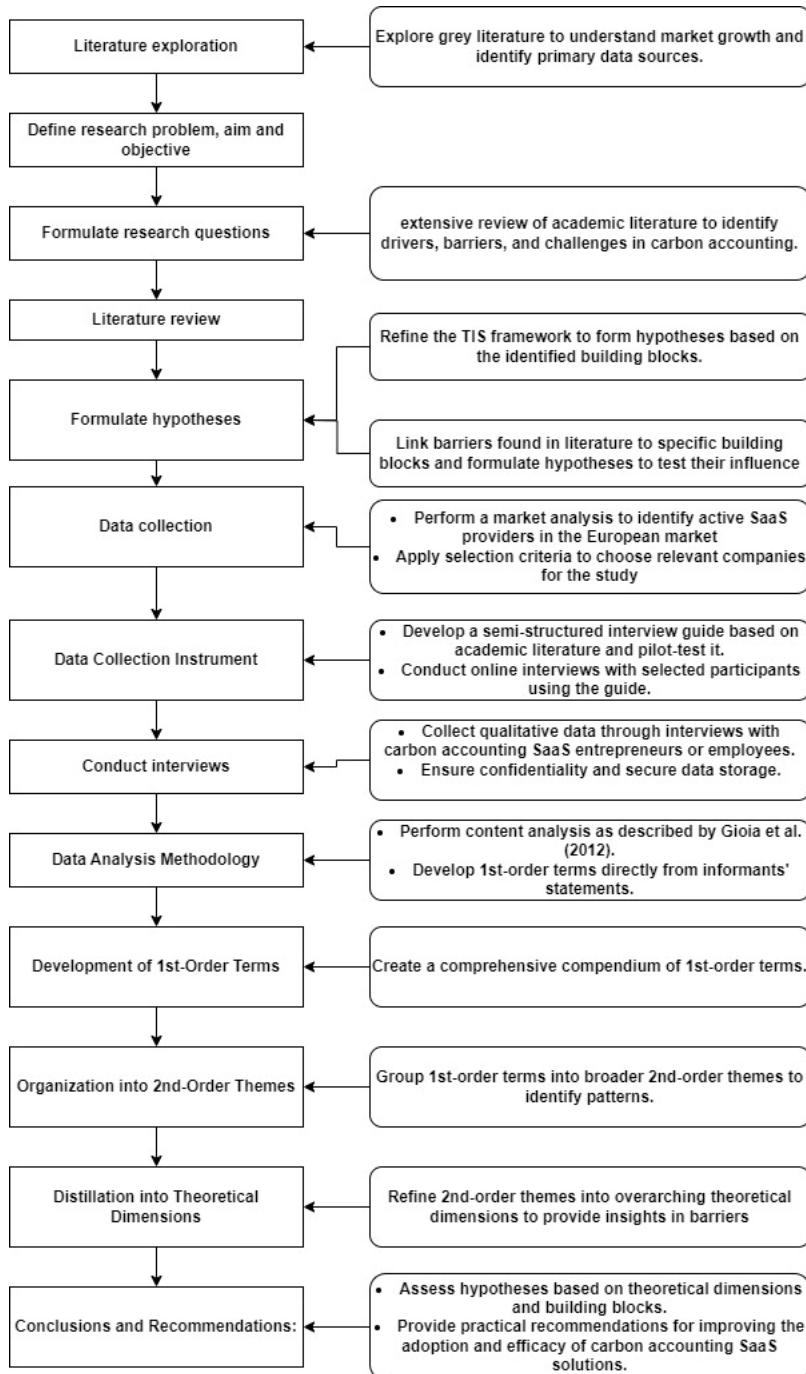 Literature exploration
Explore grey literature to understand market growth and
identify primary data sources.
Define research problem, aim and
objective
Formulate research questions
extensive review of academic literature to identify
drivers, barriers, and challenges in carbon accounting.
Literature review
Refine the TIS framework to form hypotheses based on
the identified building blocks.
Formulate hypotheses
Link barriers found in literature to specific building
blocks and formulate hypotheses to test their influence
Data collection
• Perform a market analysis to identify active SaaS
providers in the European market
• Apply selection criteria to choose relevant companies
for the study
Data Collection Instrument
• Develop a semi-structured interview guide based on
academic literature and pilot-test it.
• Conduct online interviews with selected participants
using the guide.
Conduct interviews
• Collect qualitative data through interviews with
carbon accounting SaaS entrepreneurs or employees.
• Ensure confidentiality and secure data storage.
Data Analysis Methodology
• Perform content analysis as described by Gioia et al.
(2012).
• Develop 1st-order terms directly from informants'
statements.
Development of 1st-Order Terms
Create a comprehensive compendium of 1st-order terms.
Organization into 2nd-Order Themes
Group 1st-order terms into broader 2nd-order themes to
identify patterns.
Distillation into Theoretical
Dimensions
Refine 2nd-order themes into overarching theoretical
dimensions to provide insights in barriers
Conclusions and Recommendations:
• Assess hypotheses based on theoretical dimensions
and building blocks.
• Provide practical recommendations for improving the
adoption and efficacy of carbon accounting SaaS
solutions.